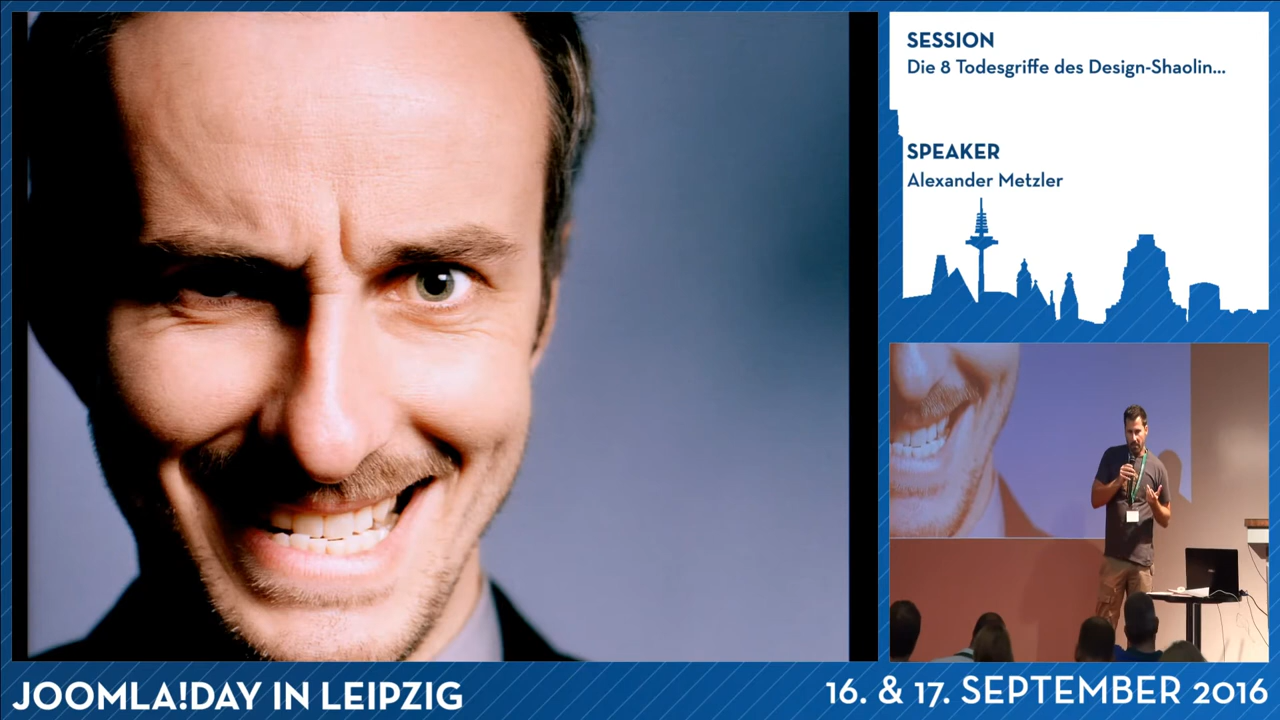 SESSION
Die 8 Todesgriffe des Design-Shaolin...
SPEAKER
Alexander Metzler
JOOMLA!DAY IN LEIPZIG
16. & 17. SEPTEMBER 2016